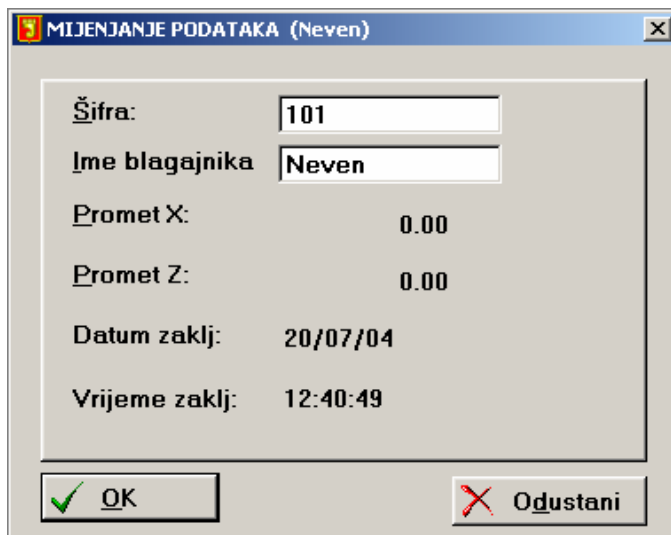 MIJENJANJE PODATAKA (Neven)
Šifra: 101
Ime blagajnika Neven
Promet X: 0.00
Promet Z: 0.00
Datum zaklj: 20/07/04
Vrijeme zaklj: 12:40:49
OK Odustani